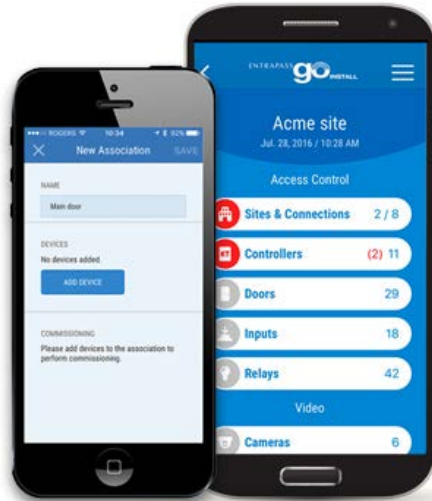 ROGERS 10:34 92%
New Association SAVE
NAME
Main door
DEVICES
No devices added.
ADD DEVICE
COMMISSIONING
Please add devices to the association to
perform commissioning.
ENTRAPASS go INSTALL
Acme site
Jul. 28, 2016 / 10:28 AM
Access Control
Sites & Connections 2 / 8
KT Controllers (2) 11
Doors 29
Inputs 18
Relays 42
Video
Cameras 6